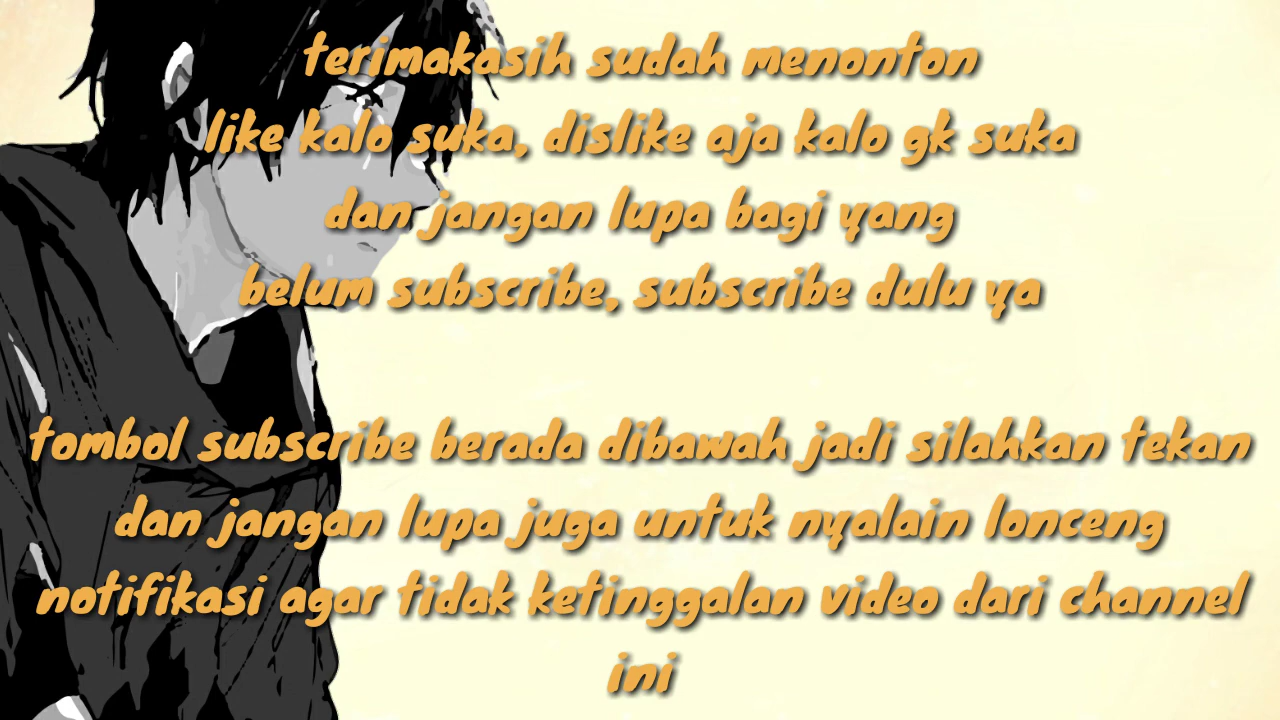 terimakasih sudah menonton
like kalo suka, dislike aja kalo gk suka
dan jangan lupa bagi yang
belum subscribe, subscribe dulu ya
tombol subscribe berada dibawah jadi silahkan tekan
dan jangan lupa juga untuk nyalain lonceng
notifikasi agar tidak ketinggalan video dari channel
ini